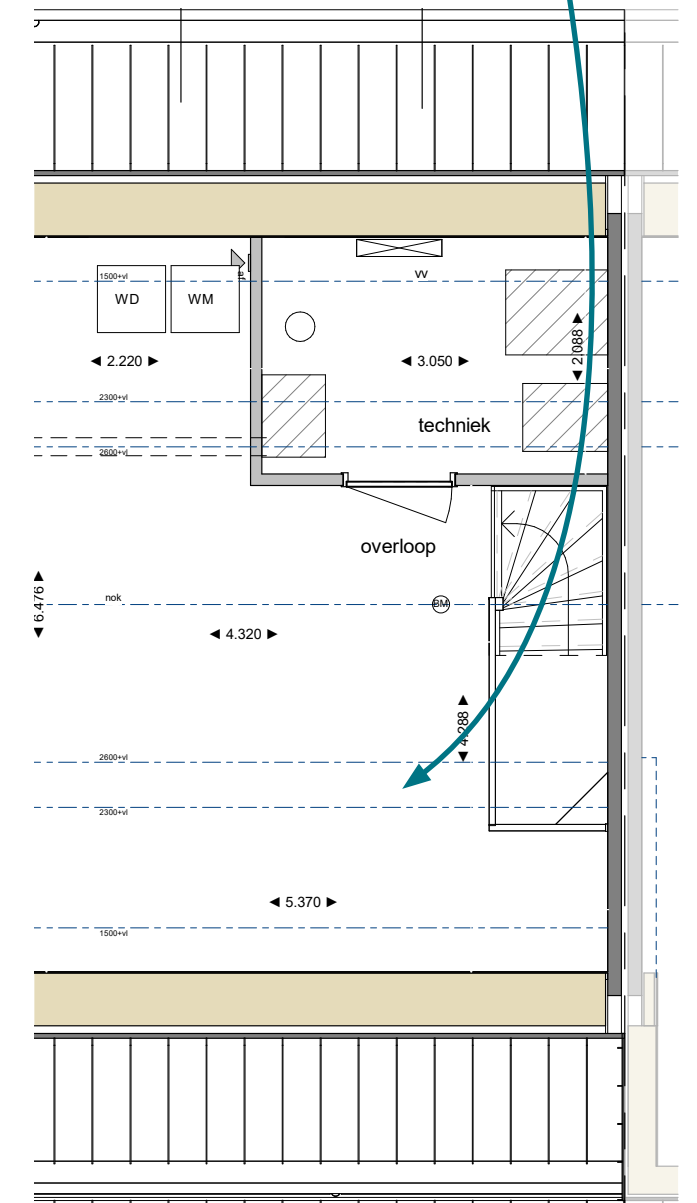 1500+vl
vv
af
WD
WM
2.220
3.050
2.088
2300+vl
techniek
2600+vl
overloop
6.476
nok
BM
4.320
4.288
2600+vl
2300+vl
5.370
1500+vl